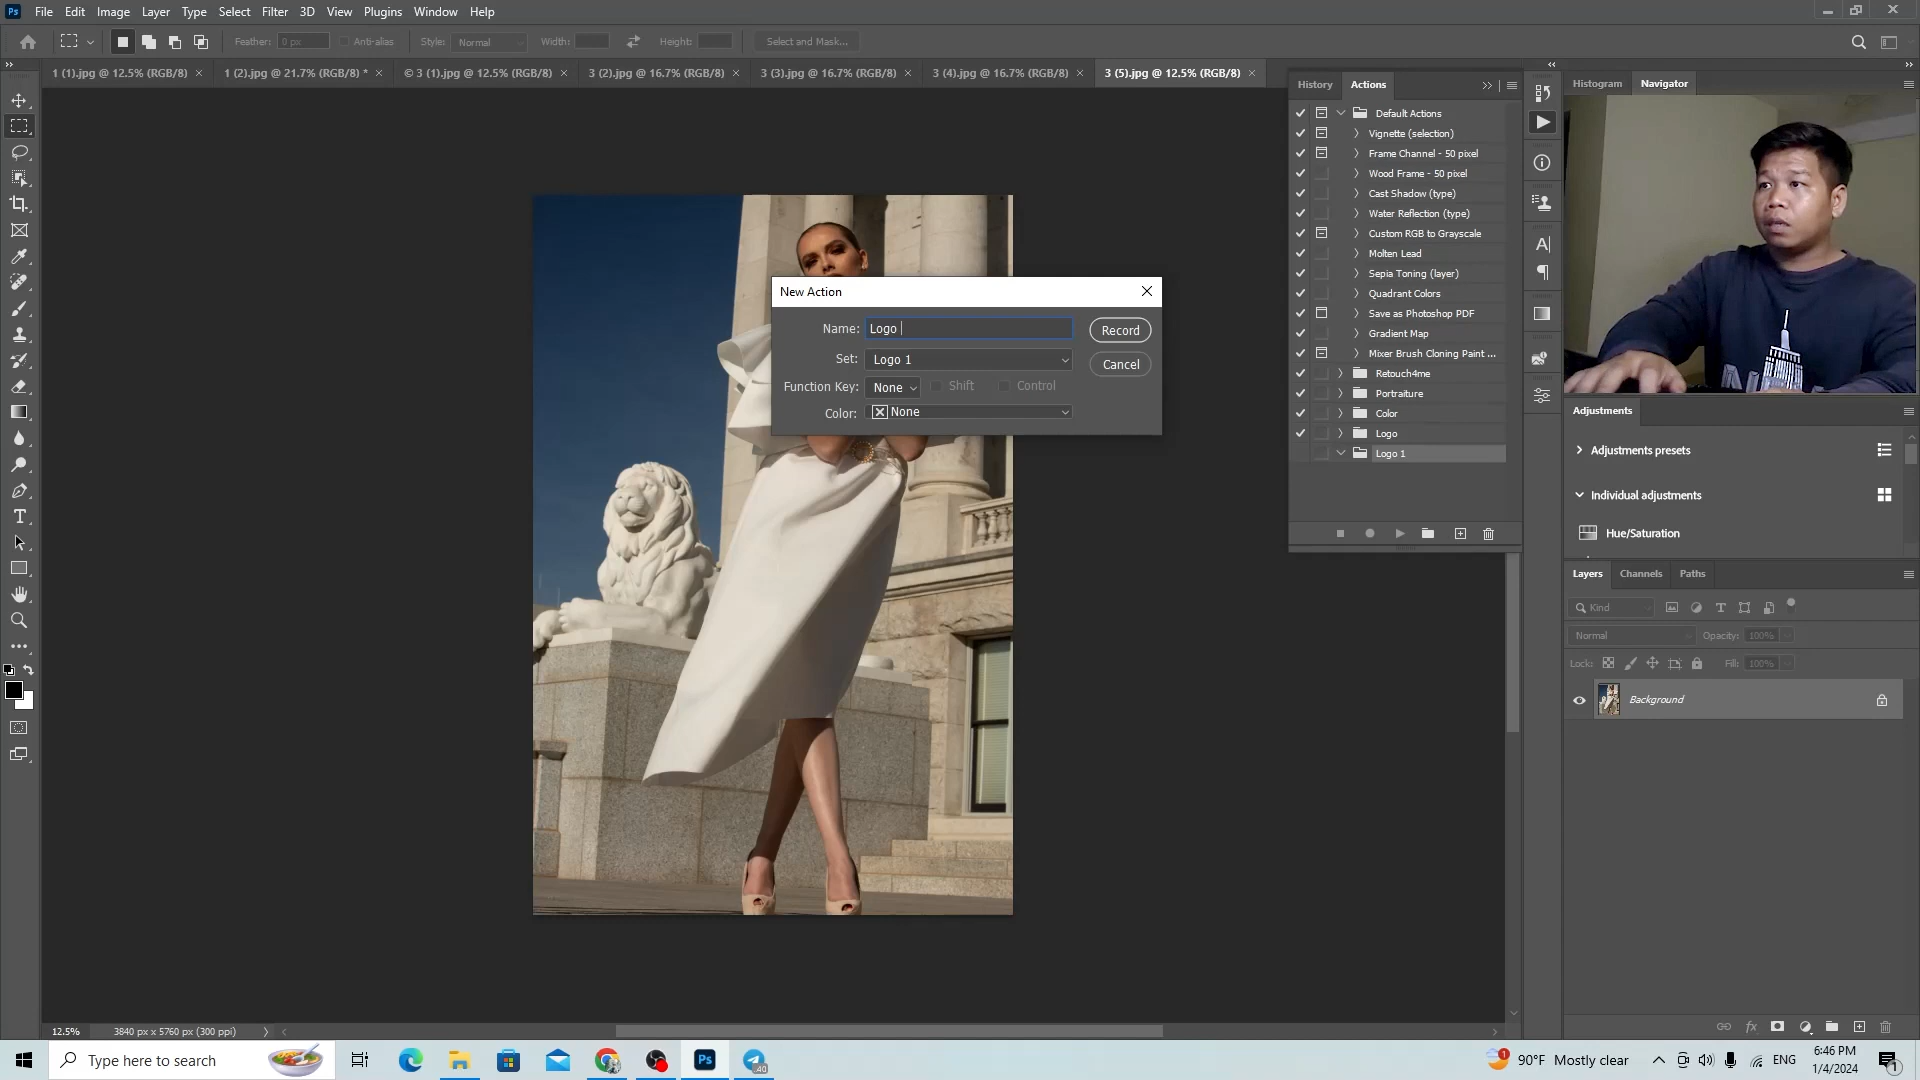 Ps File Edit Image Layer Type Select Filter 3D View Plugins Window Help
Feather: 0 px Anti-alias Style: Normal Width: Height: Select and Mask...
1 (1).jpg @ 12.5% (RGB/8) × 1 (2).jpg @ 21.7% (RGB/8) * × © 3 (1).jpg @ 12.5% (RGB/8) × 3 (2).jpg @ 16.7% (RGB/8) × 3 (3).jpg @ 16.7% (RGB/8) × 3 (4).jpg @ 16.7% (RGB/8) × 3 (5).jpg @ 12.5% (RGB/8) ×
History Actions
Default Actions
Vignette (selection)
Frame Channel - 50 pixel
Wood Frame - 50 pixel
Cast Shadow (type)
Water Reflection (type)
Custom RGB to Grayscale
Molten Lead
Sepia Toning (layer)
Quadrant Colors
Save as Photoshop PDF
Gradient Map
Mixer Brush Cloning Paint ...
Retouch4me
Portraiture
Color
Logo
Logo 1
New Action
Name: Logo
Record
Set: Logo 1
Cancel
Function Key: None Shift Control
Color: None
Histogram Navigator
Adjustments
Adjustments presets
Individual adjustments
Hue/Saturation
Layers Channels Paths
Kind
Normal Opacity: 100%
Lock: Fill: 100%
Background
12.5% 3840 px x 5760 px (300 ppi)
Type here to search
Ps
40
1
90°F Mostly clear
ENG
6:46 PM
1/4/2024
1